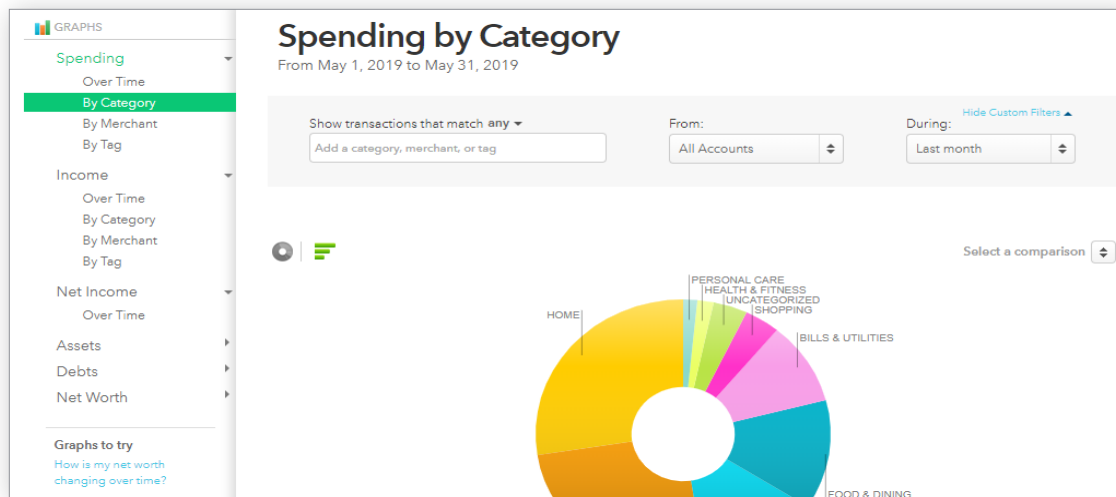 GRAPHS
Spending
Over Time
By Category
By Merchant
By Tag
Income
Over Time
By Category
By Merchant
By Tag
Net Income
Over Time
Assets
Debts
Net Worth
Graphs to try
How is my net worth
changing over time?
Spending by Category
From May 1, 2019 to May 31, 2019
Hide Custom Filters
Show transactions that match any
Add a category, merchant, or tag
From:
All Accounts
During:
Last month
Select a comparison
PERSONAL CARE
HEALTH & FITNESS
UNCATEGORIZED
SHOPPING
HOME
BILLS & UTILITIES
FOOD & DINING